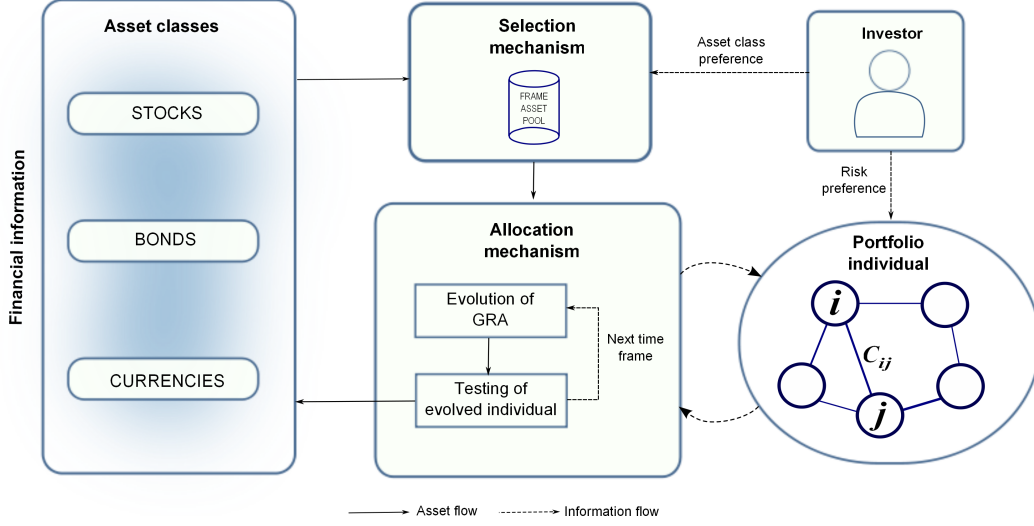 Financial information
Asset classes
STOCKS
BONDS
CURRENCIES
Selection
mechanism
FRAME
ASSET
POOL
Asset class
preference
Investor
Risk
preference
Allocation
mechanism
Evolution of
GRA
Next time
frame
Testing of
evolved individual
Portfolio
individual
i
C_ij
j
Asset flow
Information flow